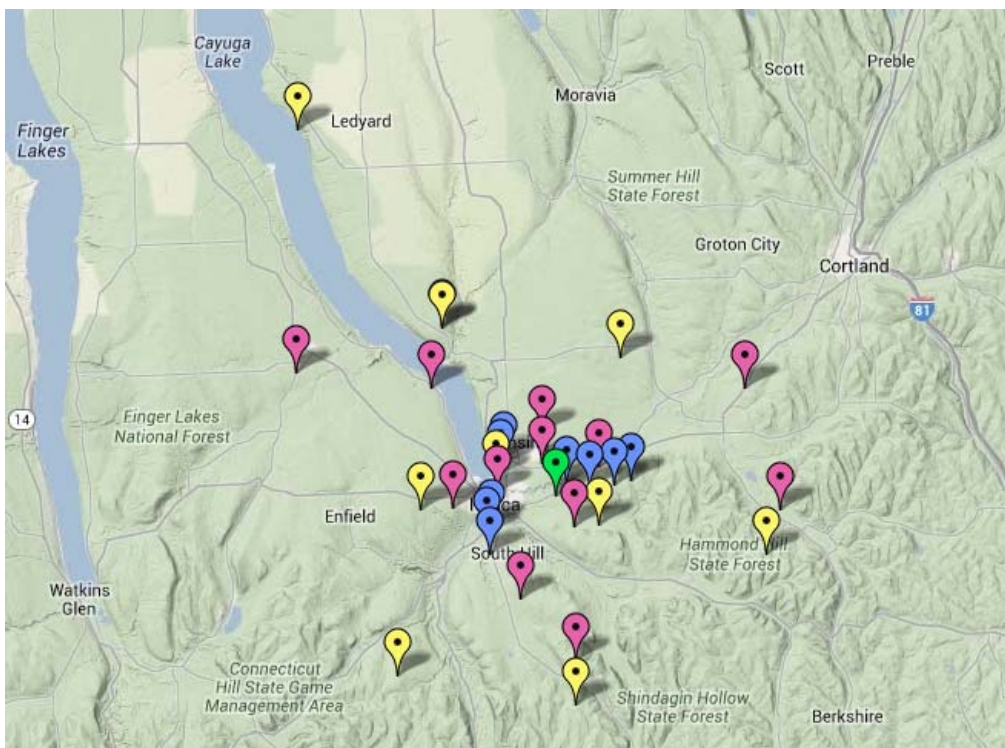 Cayuga
Lake
Scott
Preble
Moravia
Ledyard
Finger
Lakes
Summer Hill
State Forest
Groton City
Cortland
81
14
Finger Lakes
National Forest
Enfield
South Hill
Hammond Hill
State Forest
Watkins
Glen
Connecticut
Hill State Game
Management Area
Shindagin Hollow
State Forest
Berkshire